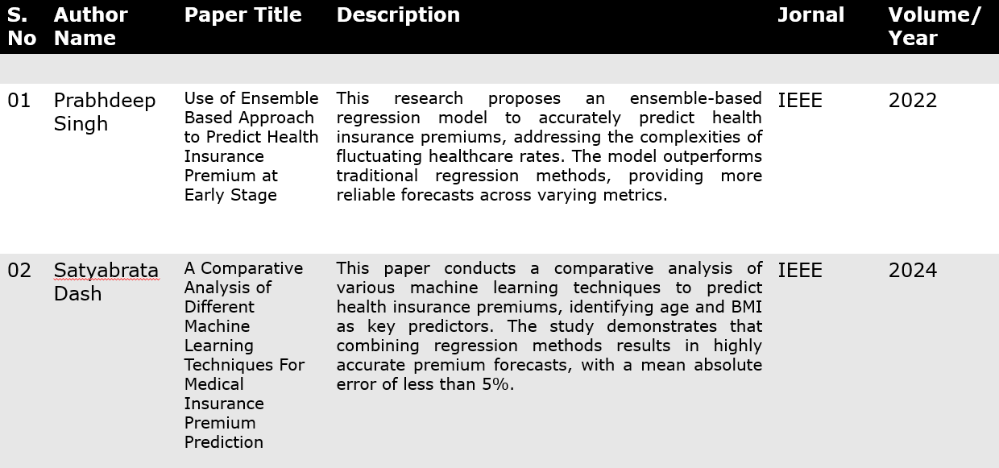 S. No Author Name Paper Title Description Jornal Volume/ Year
01 Prabhdeep Singh
Use of Ensemble
Based Approach
to Predict Health
Insurance
Premium at
Early Stage
This research proposes an ensemble-based
regression model to accurately predict health
insurance premiums, addressing the complexities of
fluctuating healthcare rates. The model outperforms
traditional regression methods, providing more
reliable forecasts across varying metrics.
IEEE
2022
02 Satyabrata Dash
A Comparative
Analysis of
Different
Machine
Learning
Techniques For
Medical
Insurance
Premium
Prediction
This paper conducts a comparative analysis of
various machine learning techniques to predict
health insurance premiums, identifying age and BMI
as key predictors. The study demonstrates that
combining regression methods results in highly
accurate premium forecasts, with a mean absolute
error of less than 5%.
IEEE
2024